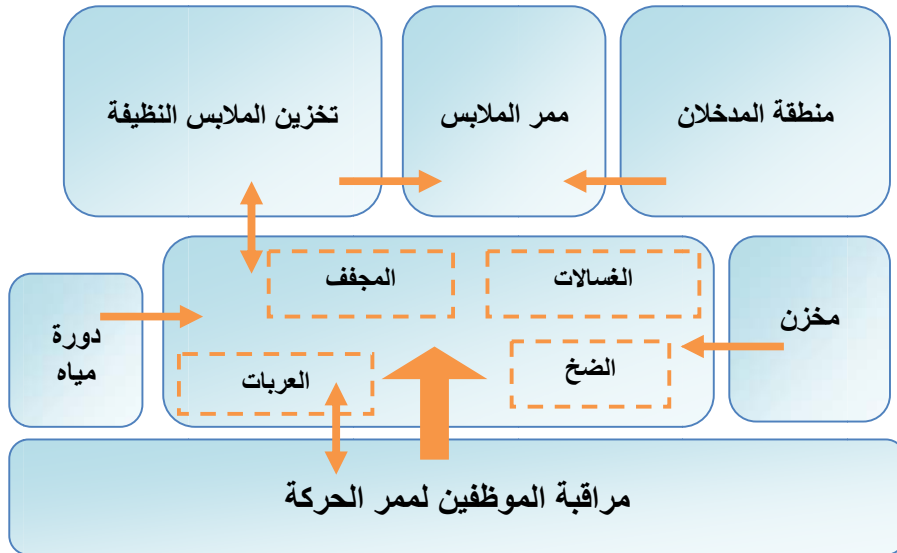 منطقة المدخلان
ممر الملابس
تخزين الملابس النظيفة
مخزن
الغسالات
المجفف
الضخ
العربات
دورة
مياه
مراقبة الموظفين لممر الحركة